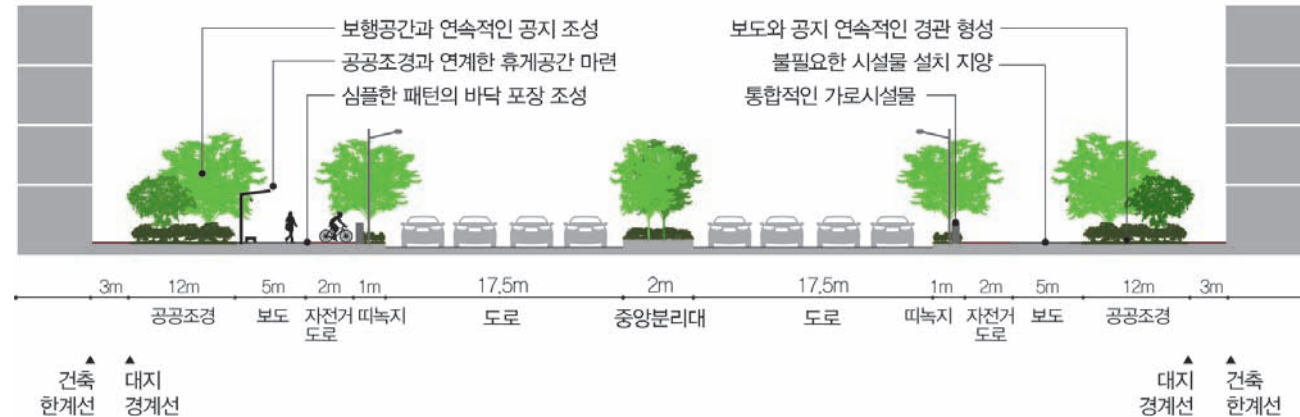 보행공간과 연속적인 공지 조성
공공조경과 연계한 휴게공간 마련
심플한 패턴의 바닥 포장 조성
보도와 공지 연속적인 경관 형성
불필요한 시설물 설치 지양
통합적인 가로시설물
3m 12m 5m 2m 1m 17.5m 2m 17.5m 1m 2m 5m 12m 3m
공공조경 보도 자전거 띠녹지 도로 중앙분리대 도로 띠녹지 자전거 보도 공공조경
도로 도로
건축 대지 대지 건축
한계선 경계선 경계선 한계선